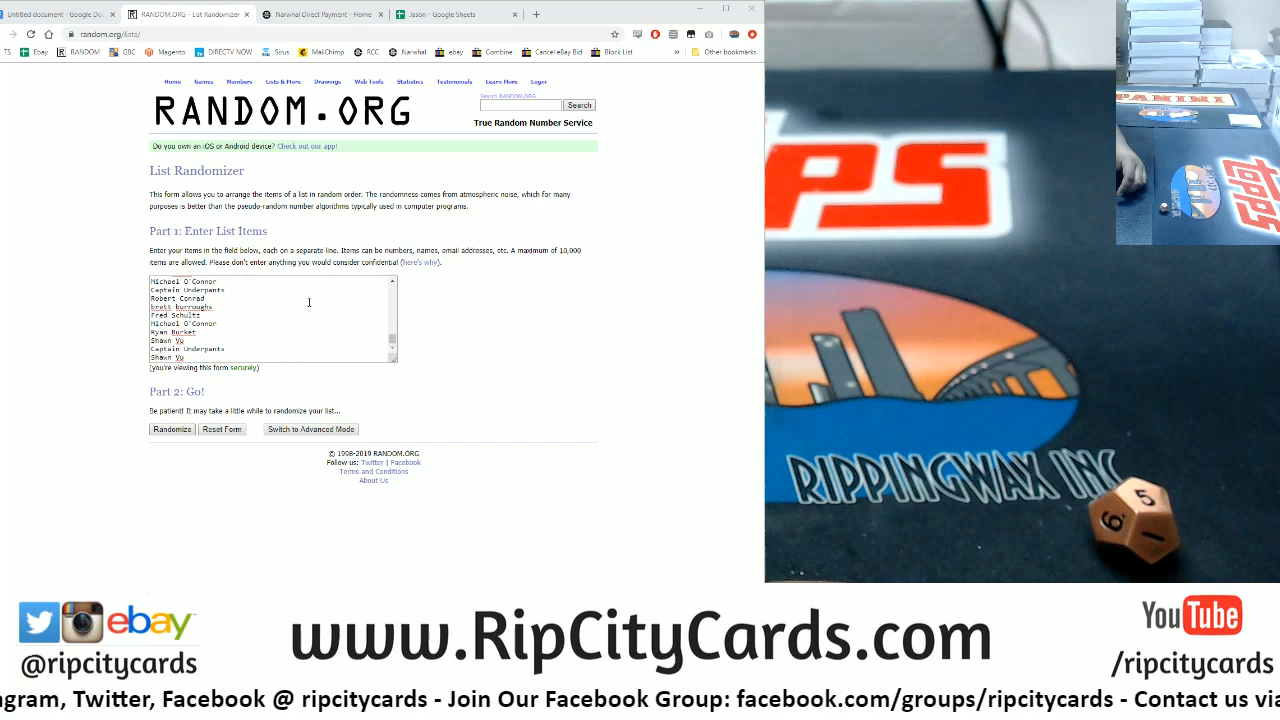 Untitled document - Google Do
RANDOM.ORG - List Randomizer
Narwhal Direct Payment - Home
Jason - Google Sheets
random.org/lists/
TS
Ebay
RANDOM
GBC
Magento
DIRECTV NOW
Sirus
MailChimp
RCC
Narwhal
ebay
Combine
Cancel eBay Bid
Block List
»
Other bookmarks
Home
Games
Numbers
Lists & More
Drawings
Web Tools
Statistics
Testimonials
Learn More
Login
RANDOM.ORG
Search RANDOM.ORG
Search
True Random Number Service
Do you own an iOS or Android device? Check out our app!
List Randomizer
This form allows you to arrange the items of a list in random order. The randomness comes from atmospheric noise, which for many
purposes is better than the pseudo-random number algorithms typically used in computer programs.
Part 1: Enter List Items
Enter your items in the field below, each on a separate line. Items can be numbers, names, email addresses, etc. A maximum of 10,000
items are allowed. Please don't enter anything you would consider confidential (here's why).
Michael O'Connor
Captain Underpants
Robert Conrad
brett burroughs
Fred Schultz
Michael O'Connor
Ryan Burket
Shawn Vu
Captain Underpants
Shawn Vu
(you're viewing this form securely)
Part 2: Go!
Be patient! It may take a little while to randomize your list...
Randomize
Reset Form
Switch to Advanced Mode
© 1998-2019 RANDOM.ORG
Follow us: Twitter | Facebook
Terms and Conditions
About Us
PANINI
topps
RIPPINGWAX INC
5
6.
1
ebay
@ripcitycards
www.RipCityCards.com
YouTube
/ripcitycards
agram, Twitter, Facebook @ ripcitycards - Join Our Facebook Group: facebook.com/groups/ripcitycards - Contact us via